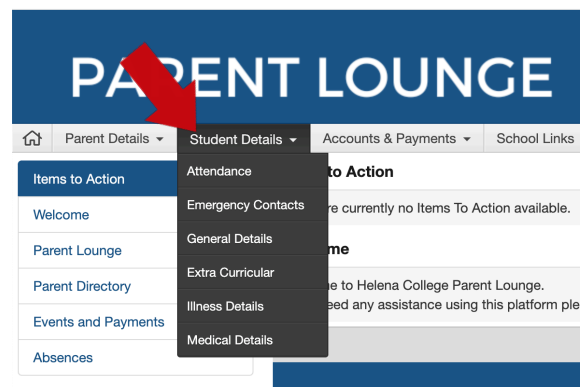 PARENT LOUNGE
Parent Details
Student Details
Accounts & Payments
School Links
Items to Action
Welcome
Parent Lounge
Parent Directory
Events and Payments
Absences
Attendance
Emergency Contacts
General Details
Extra Curricular
Illness Details
Medical Details
to Action
re currently no Items To Action available.
me
e to Helena College Parent Lounge.
eed any assistance using this platform ple